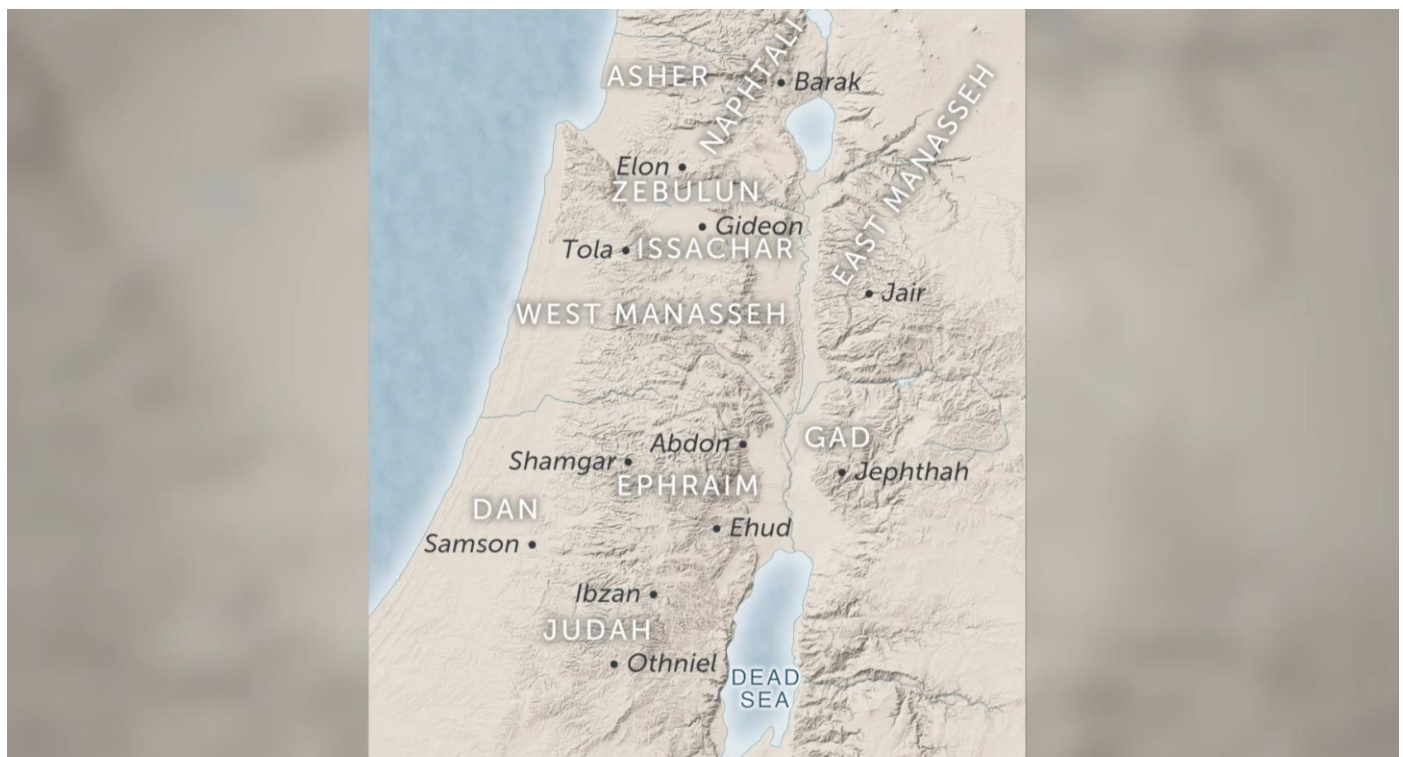 NAPHTALI
ASHER
Barak
EAST MANASSEH
Elon
ZEBULUN
Gideon
Tola
ISSACHAR
Jair
WEST MANASSEH
Abdon
GAD
Shamgar
Jephthah
EPHRAIM
DAN
Ehud
Samson
Ibzan
JUDAH
Othniel
DEAD
SEA